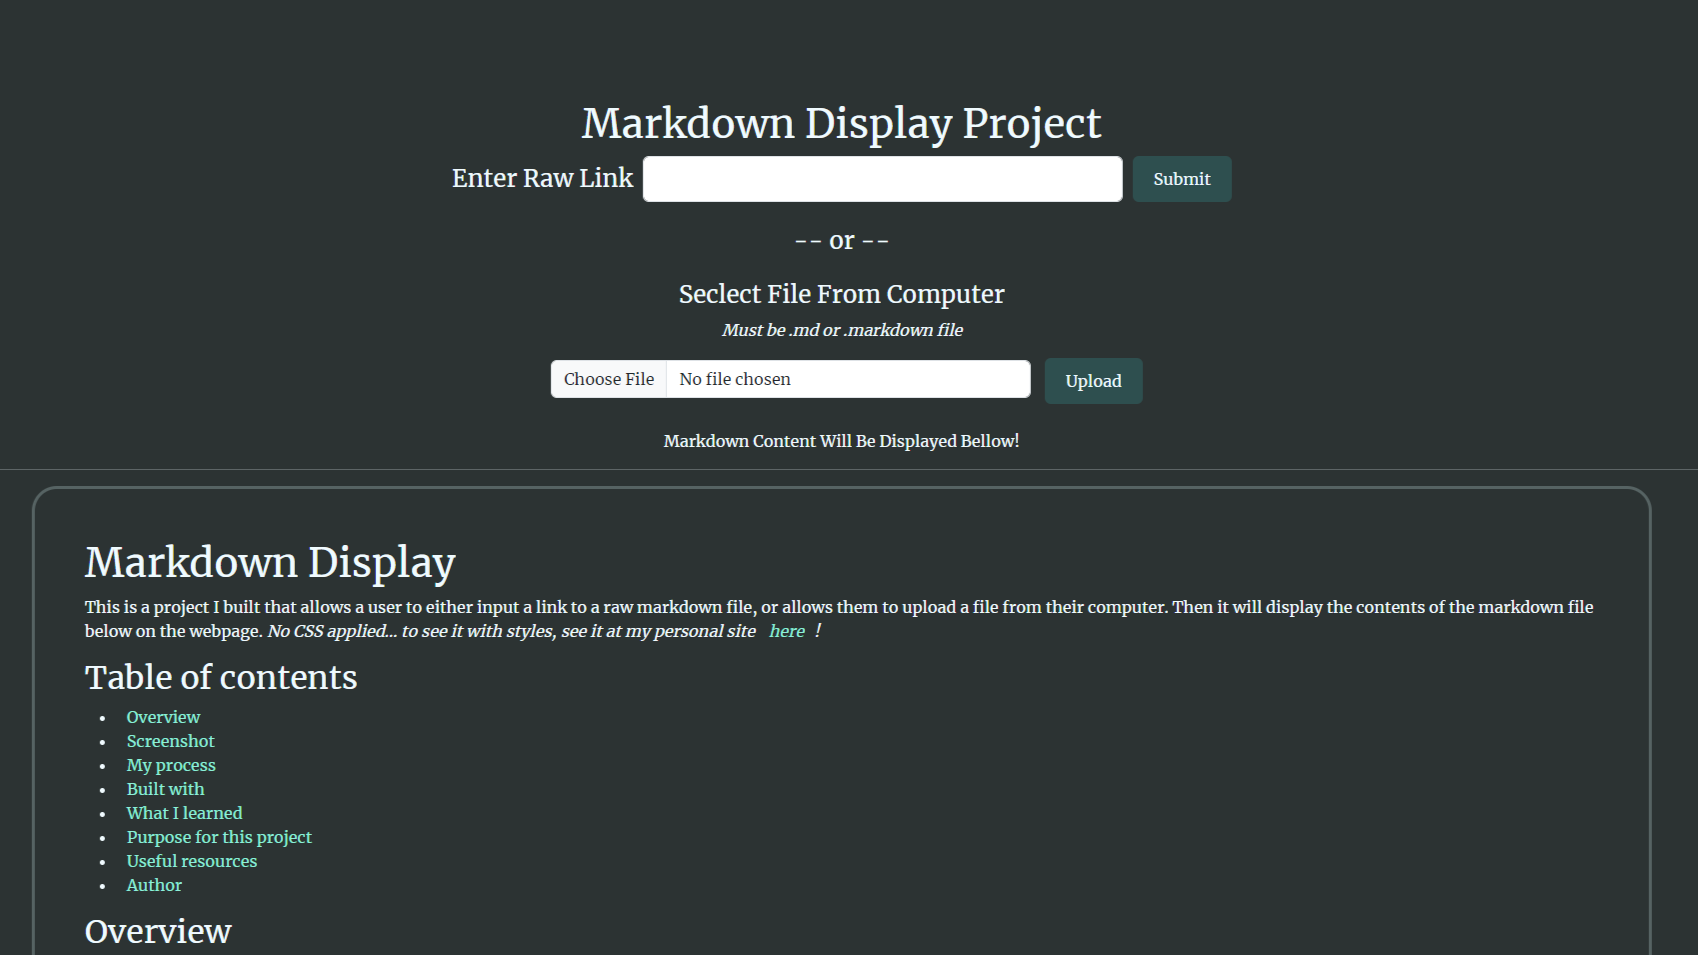 Markdown Display Project
Enter Raw Link Submit
-- or --
Seclect File From Computer
Must be .md or .markdown file
Choose File No file chosen Upload
Markdown Content Will Be Displayed Bellow!
Markdown Display
This is a project I built that allows a user to either input a link to a raw markdown file, or allows them to upload a file from their computer. Then it will display the contents of the markdown file
below on the webpage. No CSS applied... to see it with styles, see it at my personal site here !
Table of contents
• Overview
• Screenshot
• My process
• Built with
• What I learned
• Purpose for this project
• Useful resources
• Author
Overview